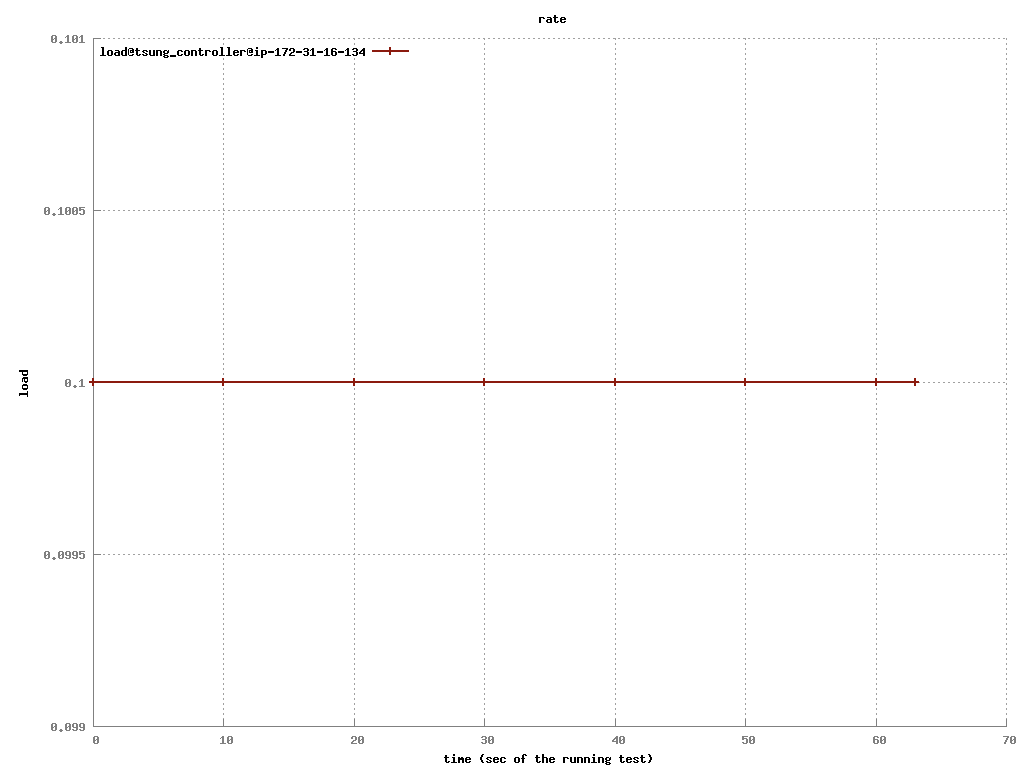 rate
0.101
load@tsung_controller@ip-172-31-16-134
0.1005
load
0.1
0.0995
0.099
0 10 20 30 40 50 60 70
time (sec of the running test)